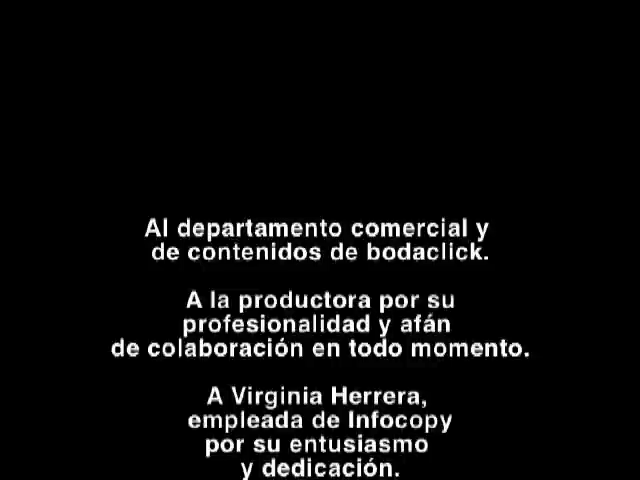 Al departamento comercial y
de contenidos de bodaclick.
A la productora por su
profesionalidad y afán
de colaboración en todo momento.
A Virginia Herrera,
empleada de Infocopy
por su entusiasmo
y dedicación.